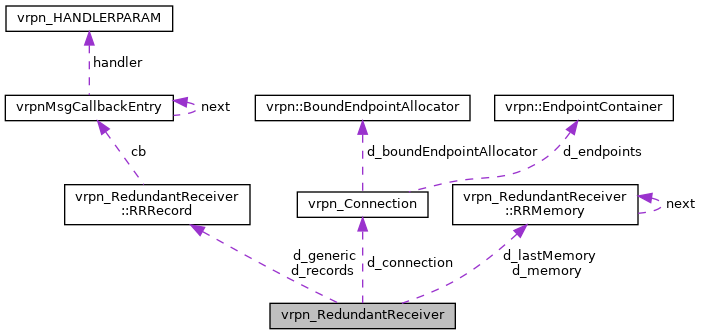 vrpn_HANDLERPARAM
handler
vrpnMsgCallbackEntry
next
vrpn::BoundEndpointAllocator
vrpn::EndpointContainer
cb
d_boundEndpointAllocator
d_endpoints
vrpn_RedundantReceiver
::RRRecord
vrpn_Connection
vrpn_RedundantReceiver
::RRMemory
next
d_generic
d_records
d_connection
d_lastMemory
d_memory
vrpn_RedundantReceiver